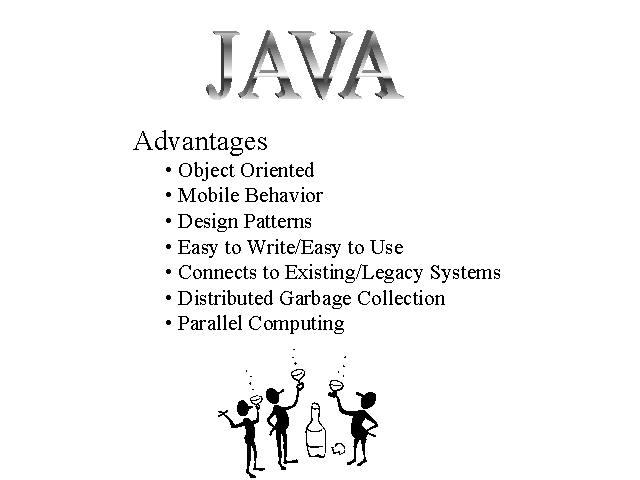 JAVA
Advantages
• Object Oriented
• Mobile Behavior
• Design Patterns
• Easy to Write/Easy to Use
• Connects to Existing/Legacy Systems
• Distributed Garbage Collection
• Parallel Computing